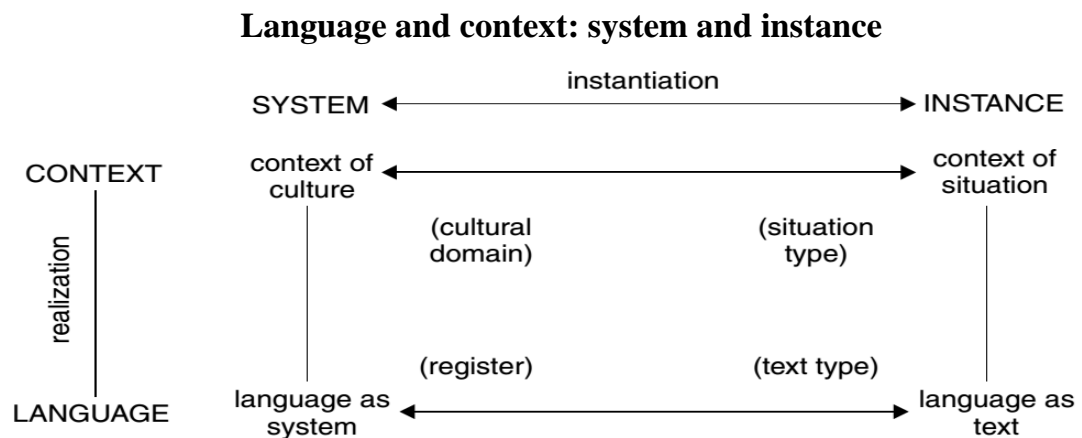 Language and context: system and instance
instantiation
SYSTEM
INSTANCE
CONTEXT
context of
culture
context of
situation
(cultural
domain)
(situation
type)
realization
(register)
(text type)
LANGUAGE
language as
system
language as
text